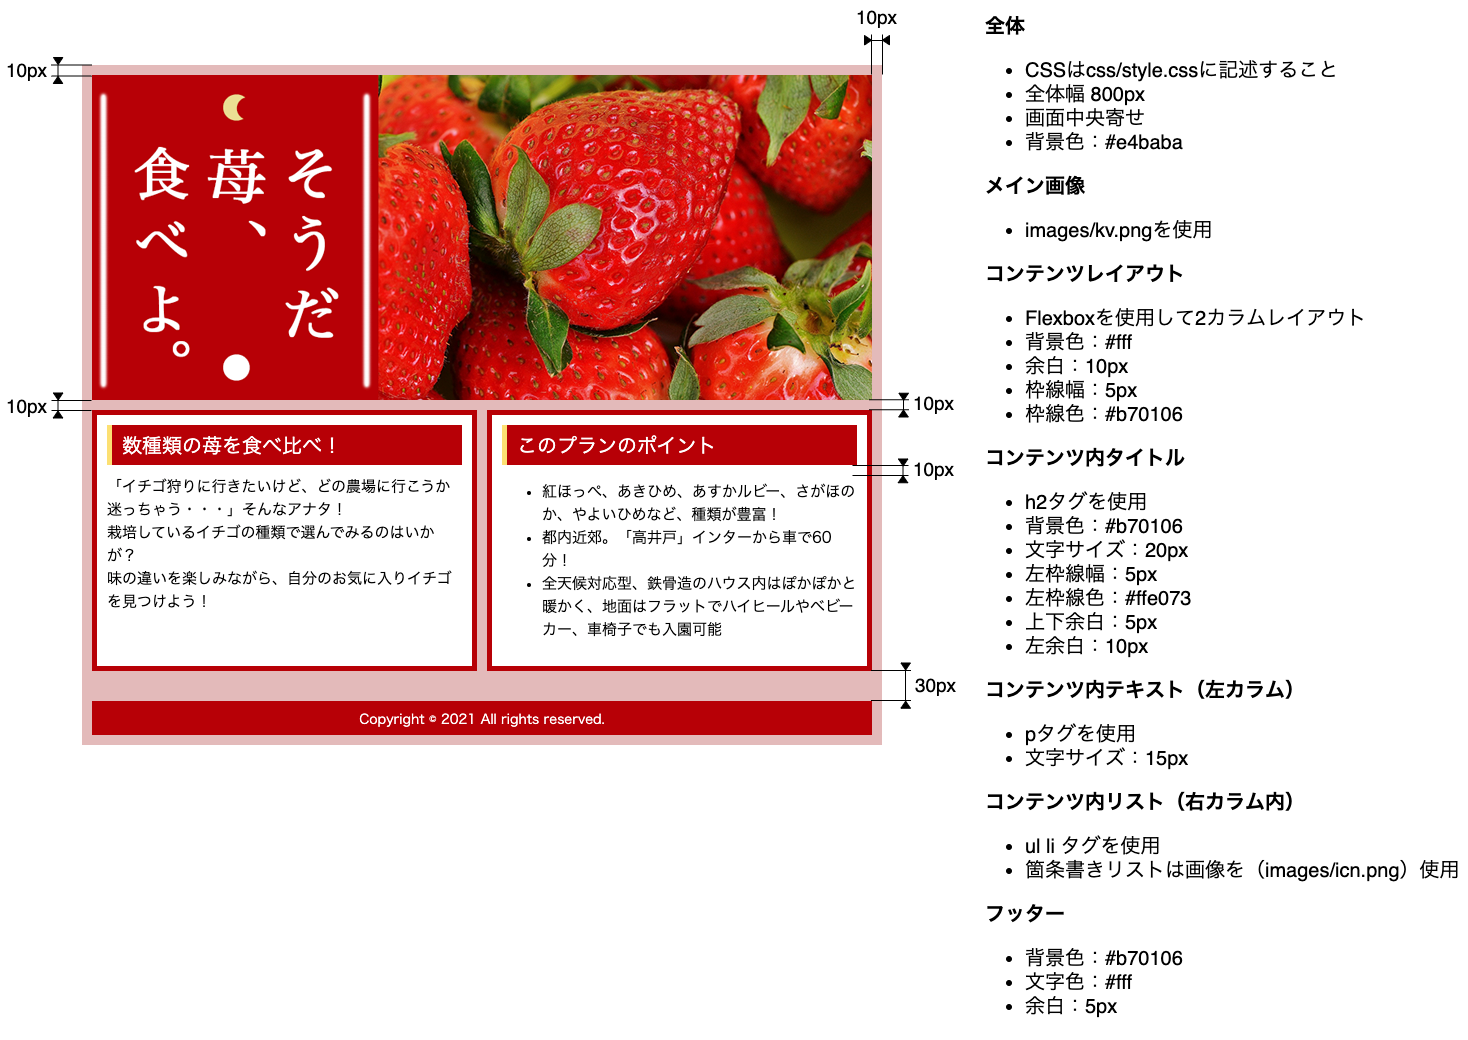 10px
10px
そうだ
苺、
食べよ。
10px
10px
数種類の苺を食べ比べ！
「イチゴ狩りに行きたいけど、どの農場に行こうか
迷っちゃう・・・」そんなアナタ！
栽培しているイチゴの種類で選んでみるのはいか
が？
味の違いを楽しみながら、自分のお気に入りイチゴ
を見つけよう！
このプランのポイント
10px
紅ほっぺ、あきひめ、あすかルビー、さがほの
か、やよいひめなど、種類が豊富！
都内近郊。「高井戸」インターから車で60
分！
全天候対応型、鉄骨造のハウス内はぽかぽかと
暖かく、地面はフラットでハイヒールやベビー
カー、車椅子でも入園可能
30px
Copyright © 2021 All rights reserved.
全体
• CSSはcss/style.cssに記述すること
• 全体幅 800px
• 画面中央寄せ
• 背景色：#e4baba
メイン画像
• images/kv.pngを使用
コンテンツレイアウト
• Flexboxを使用して2カラムレイアウト
• 背景色：#fff
• 余白：10px
• 枠線幅：5px
• 枠線色：#b70106
コンテンツ内タイトル
• h2タグを使用
• 背景色：#b70106
• 文字サイズ：20px
• 左枠線幅：5px
• 左枠線色：#ffe073
• 上下余白：5px
• 左余白：10px
コンテンツ内テキスト（左カラム）
• pタグを使用
• 文字サイズ：15px
コンテンツ内リスト（右カラム内）
• ul li タグを使用
• 箇条書きリストは画像を（images/icn.png）使用
フッター
• 背景色：#b70106
• 文字色：#fff
• 余白：5px